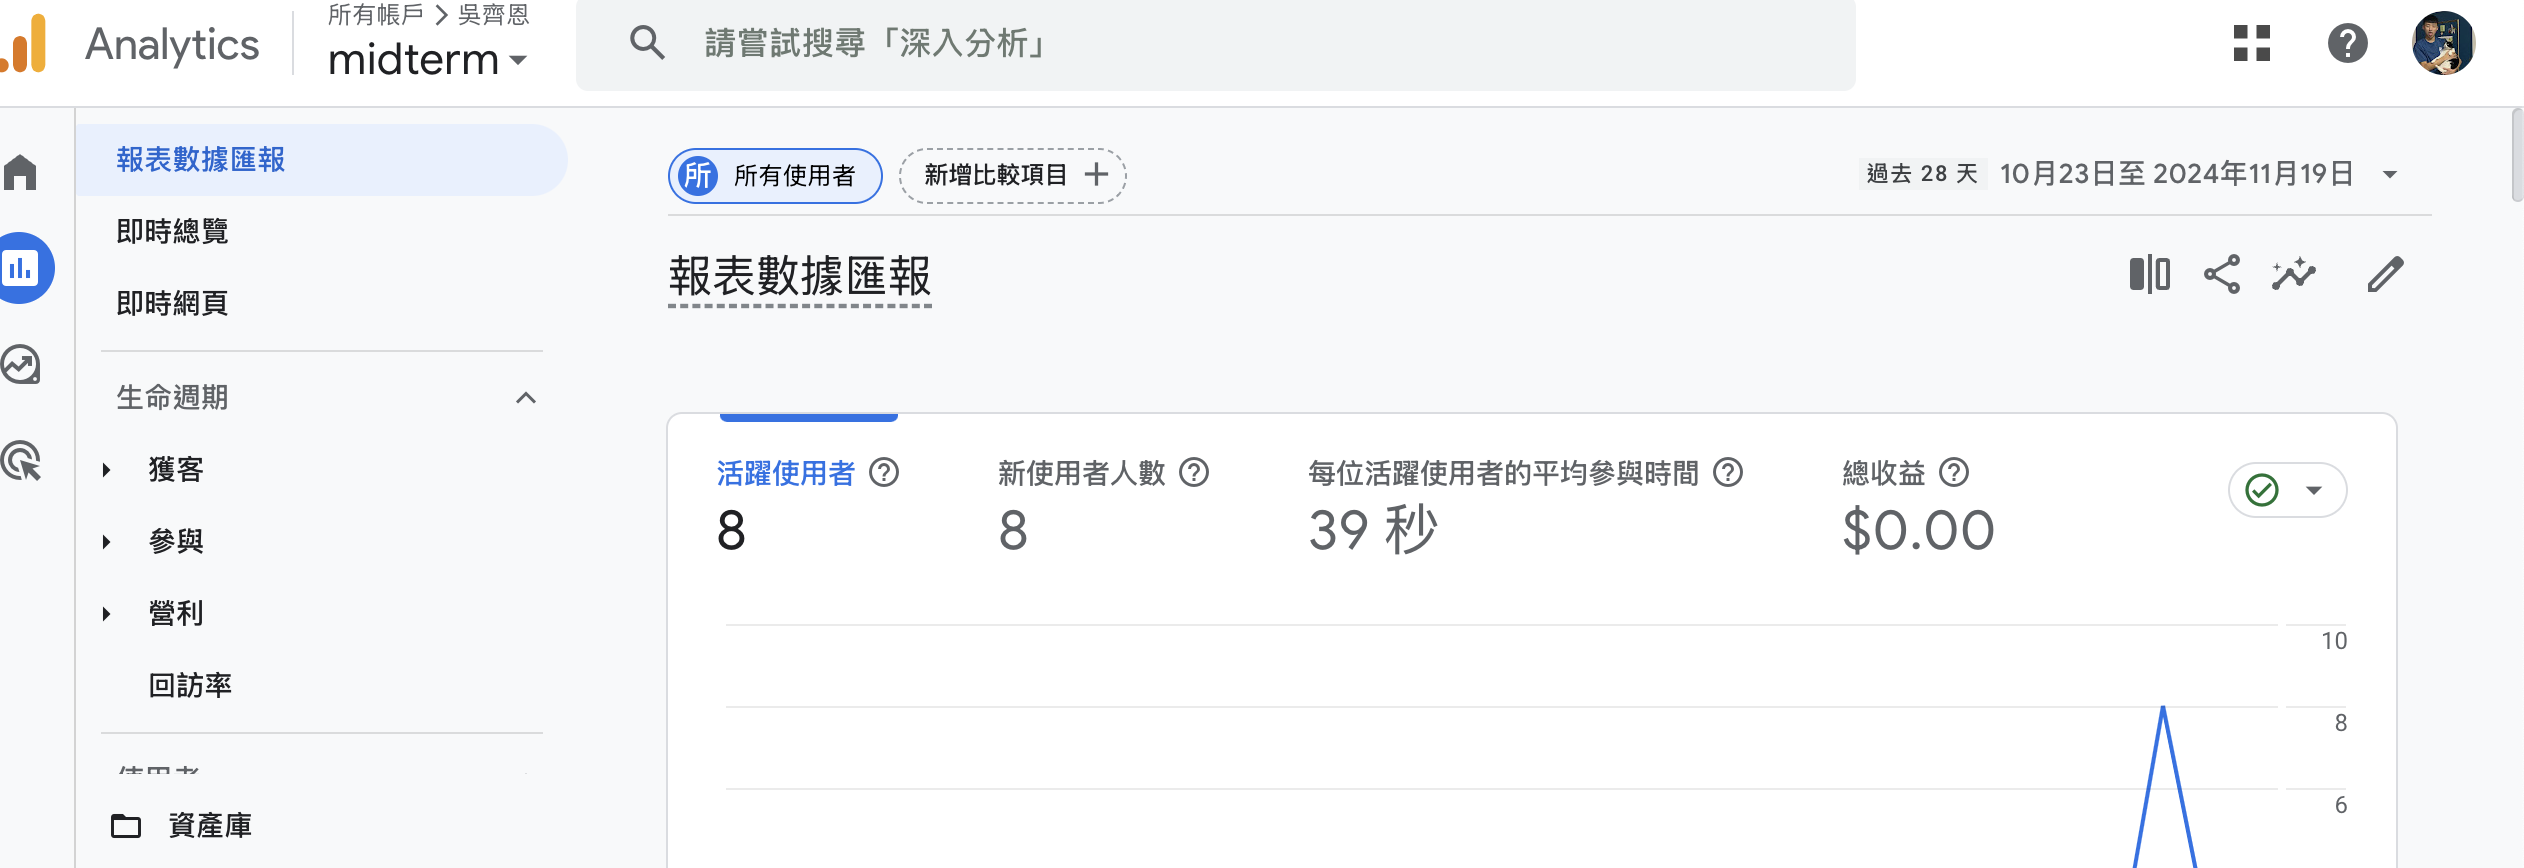 Analytics
所有帳戶 > 吳齊恩
midterm
請嘗試搜尋「深入分析」
報表數據匯報
即時總覽
即時網頁
生命週期
獲客
參與
營利
回訪率
使用者
資產庫
所 所有使用者
新增比較項目 +
過去 28 天 10月23日至 2024年11月19日
報表數據匯報
活躍使用者
8
新使用者人數
8
每位活躍使用者的平均參與時間
39 秒
總收益
$0.00
10
8
6